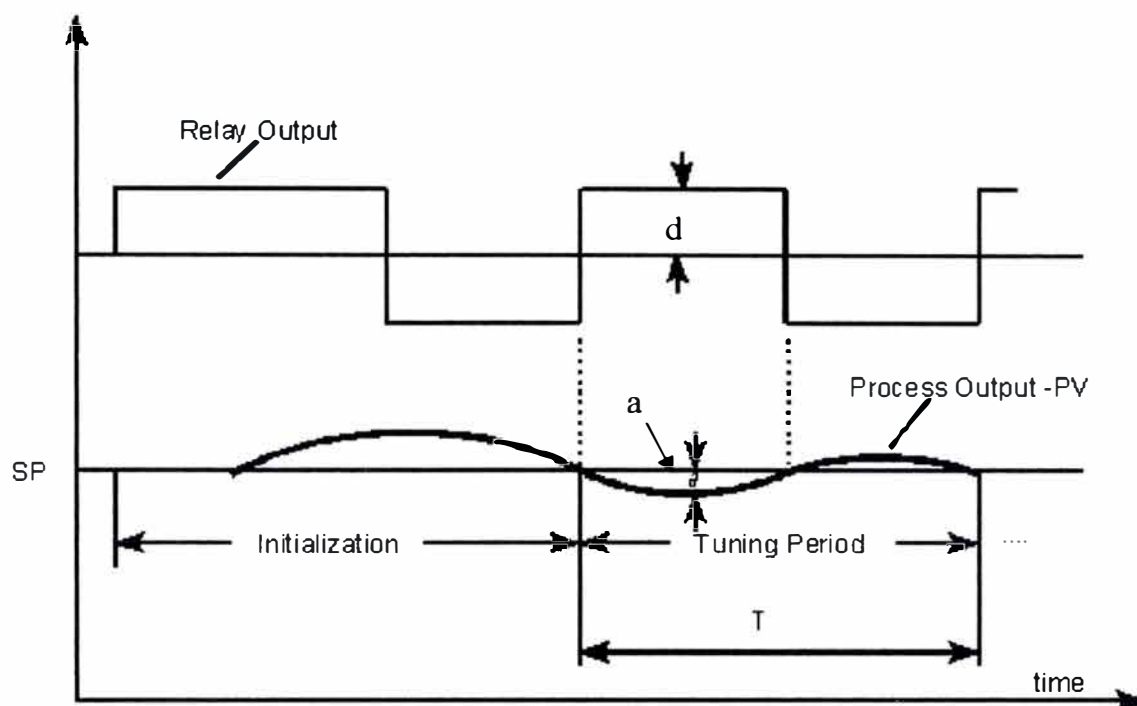 Relay Output
d
Process Output -PV
a
SP
Initialization
Tuning Period
....
T
time